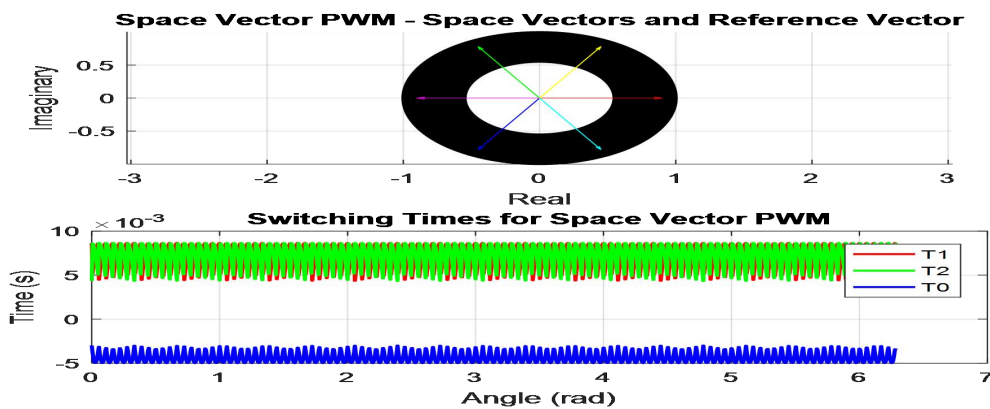 Space Vector PWM - Space Vectors and Reference Vector
Imaginary
0.5
0
-0.5
-3
-2
-1
0
1
2
3
Real
× 10⁻³
Switching Times for Space Vector PWM
Time (s)
10
5
0
-5
T1
T2
T0
0
1
2
3
4
5
6
7
Angle (rad)